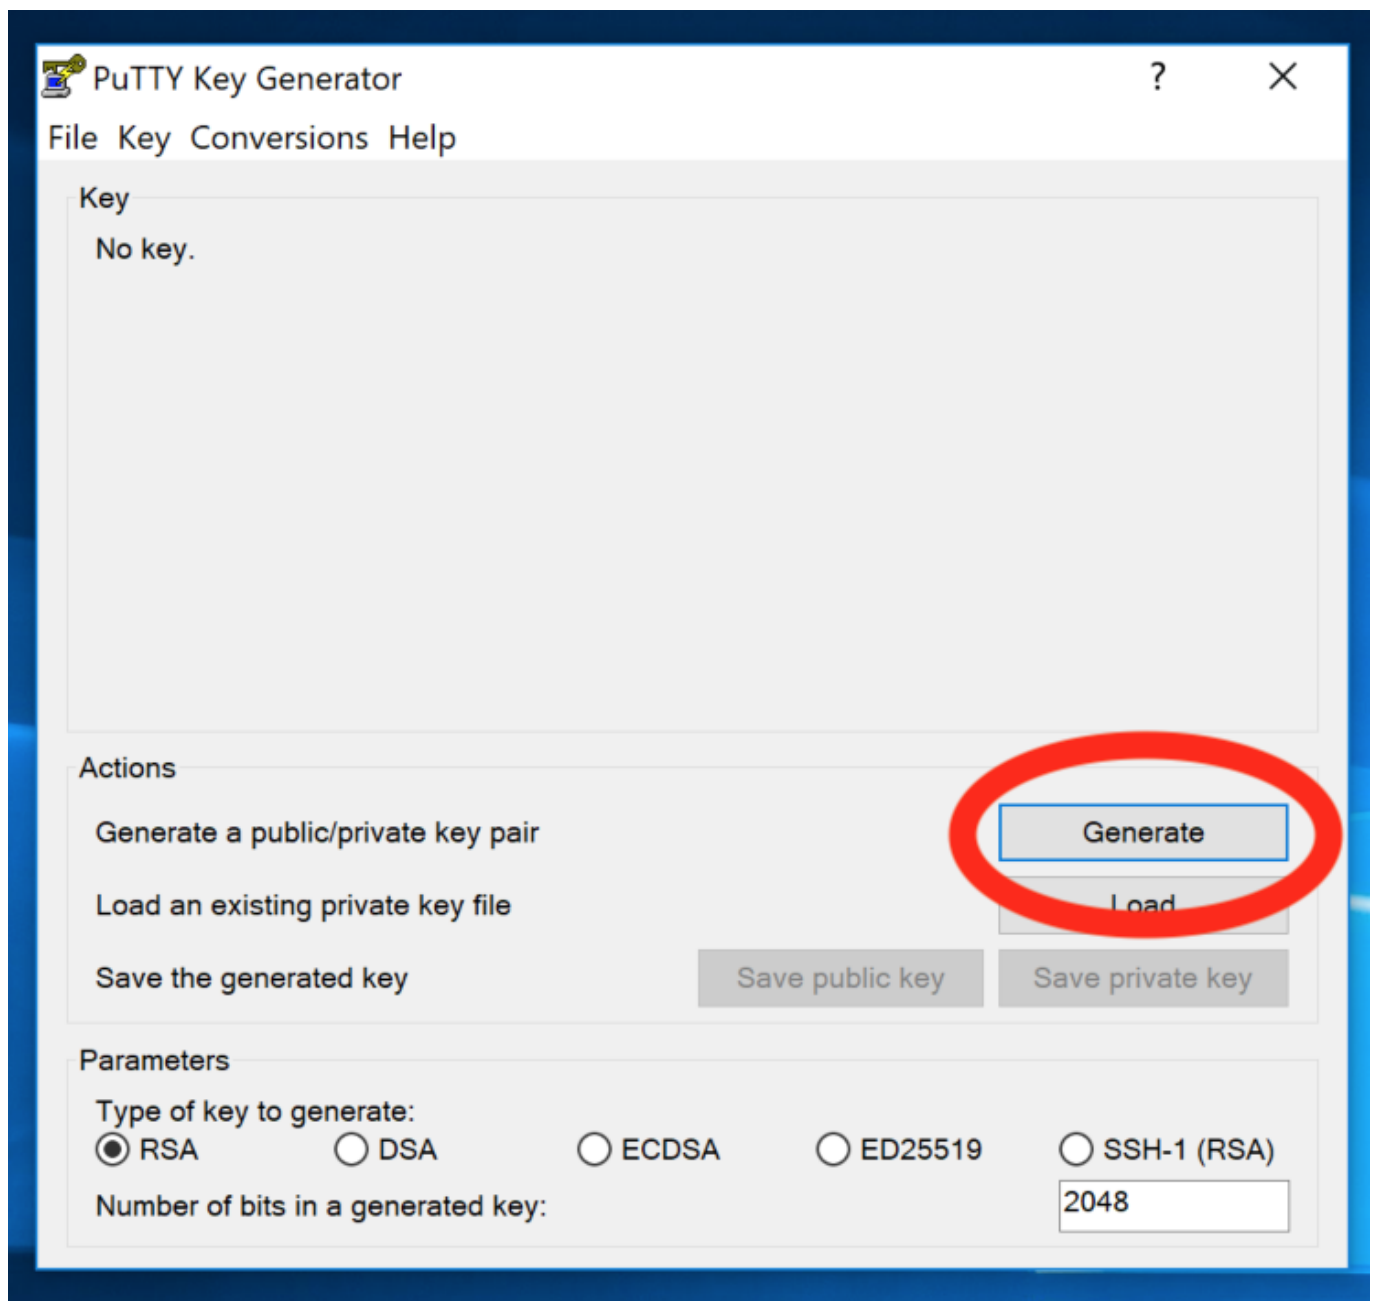 PuTTY Key Generator ?
File Key Conversions Help
Key
No key.
Actions
Generate a public/private key pair Generate
Load an existing private key file Load
Save the generated key Save public key Save private key
Parameters
Type of key to generate:
RSA DSA ECDSA ED25519 SSH-1 (RSA)
Number of bits in a generated key: 2048